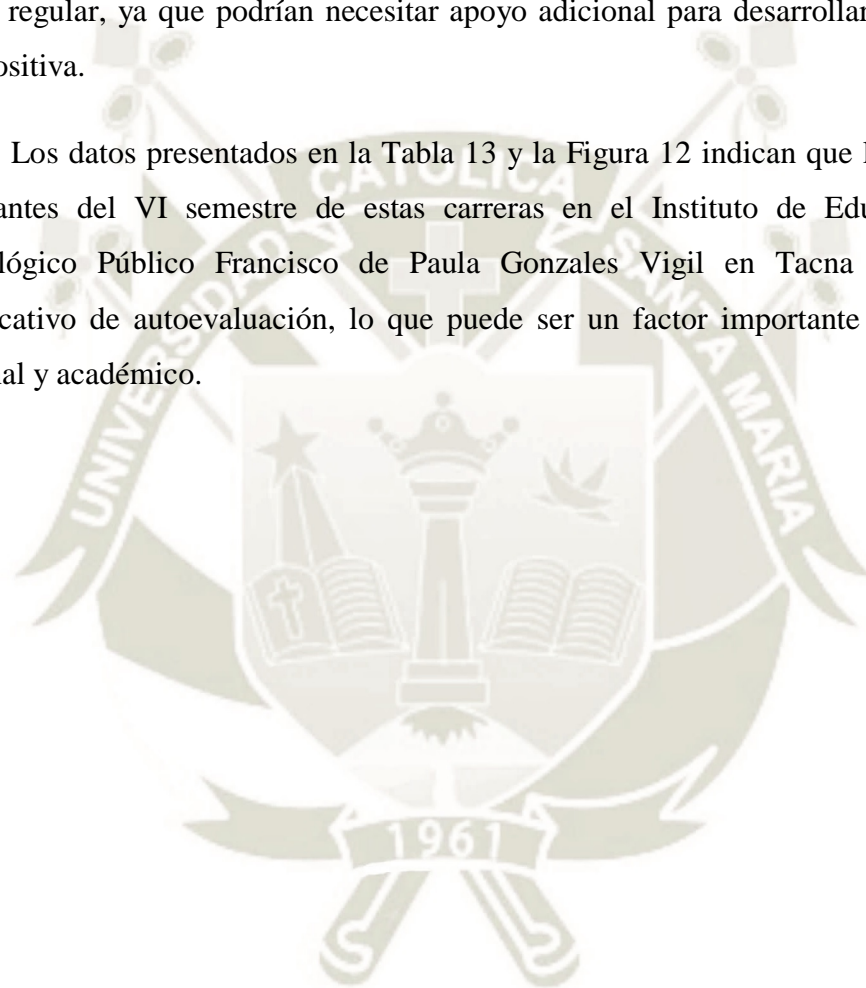 regular, ya que podrían necesitar apoyo adicional para desarrollar
ositiva.
Los datos presentados en la Tabla 13 y la Figura 12 indican que l
antes del VI semestre de estas carreras en el Instituto de Edu
lógico Público Francisco de Paula Gonzales Vigil en Tacna
cativo de autoevaluación, lo que puede ser un factor importante
al y académico.
UNIVERSIDAD CATOLICA SANTA MARIA
1961